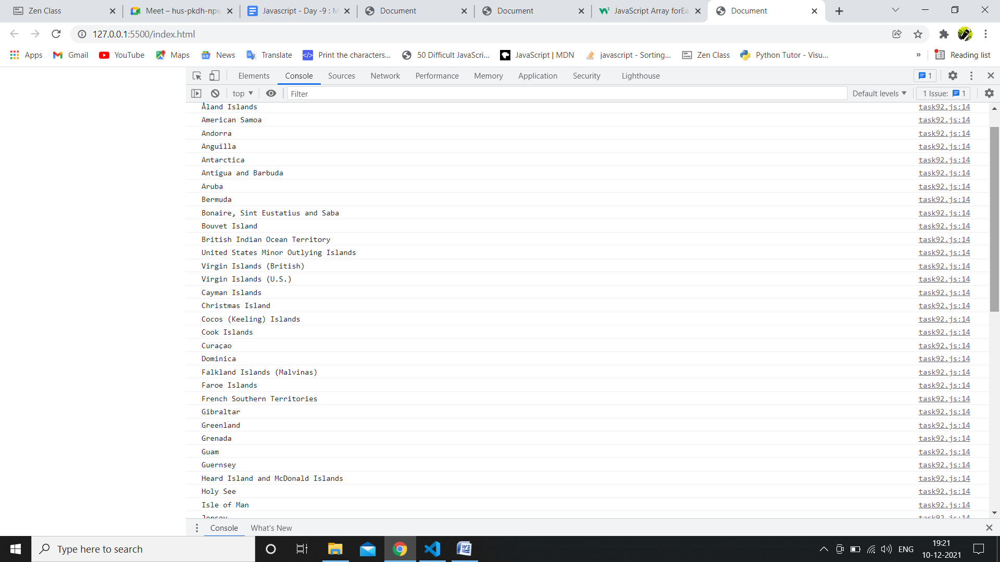 Zen Class
Meet – hus-pkdh-npw
Javascript - Day -9 : M
Document
Document
JavaScript Array forEa
Document
127.0.0.1:5500/index.html
Apps
Gmail
YouTube
Maps
News
Translate
Print the characters...
50 Difficult JavaScri...
JavaScript | MDN
javascript - Sorting...
Zen Class
Python Tutor - Visu...
»
Reading list
Elements
Console
Sources
Network
Performance
Memory
Application
Security
Lighthouse
1
top
Filter
Default levels
1 Issue: 1
Åland Islands task92.js:14
American Samoa task92.js:14
Andorra task92.js:14
Anguilla task92.js:14
Antarctica task92.js:14
Antigua and Barbuda task92.js:14
Aruba task92.js:14
Bermuda task92.js:14
Bonaire, Sint Eustatius and Saba task92.js:14
Bouvet Island task92.js:14
British Indian Ocean Territory task92.js:14
United States Minor Outlying Islands task92.js:14
Virgin Islands (British) task92.js:14
Virgin Islands (U.S.) task92.js:14
Cayman Islands task92.js:14
Christmas Island task92.js:14
Cocos (Keeling) Islands task92.js:14
Cook Islands task92.js:14
Curaçao task92.js:14
Dominica task92.js:14
Falkland Islands (Malvinas) task92.js:14
Faroe Islands task92.js:14
French Southern Territories task92.js:14
Gibraltar task92.js:14
Greenland task92.js:14
Grenada task92.js:14
Guam task92.js:14
Guernsey task92.js:14
Heard Island and McDonald Islands task92.js:14
Holy See task92.js:14
Isle of Man task92.js:14
Jersey task92.js:14
Console
What's New
Type here to search
ENG
19:21
10-12-2021